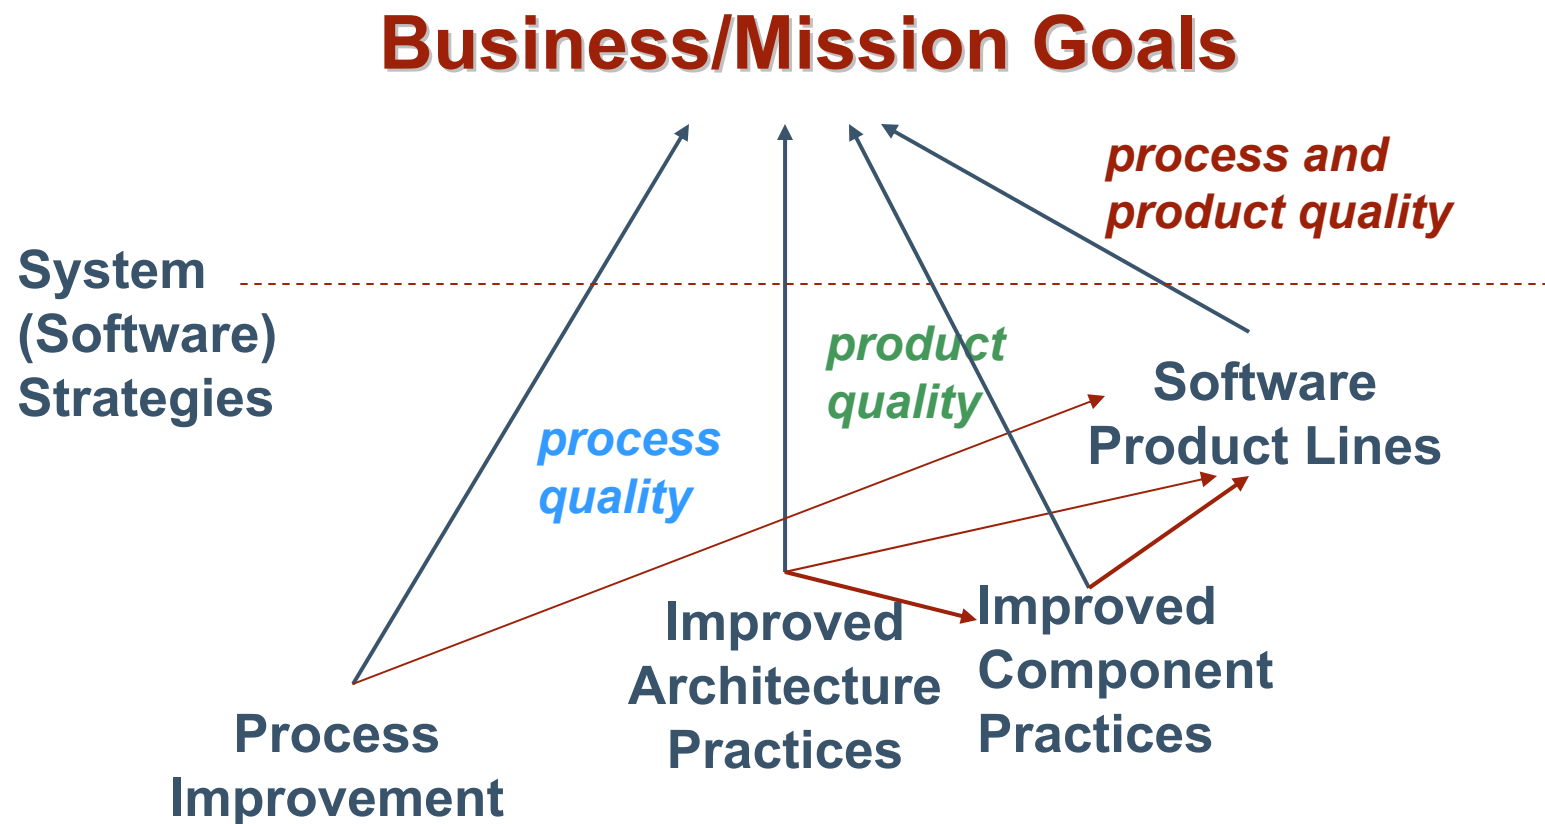 Business/Mission Goals
process and
product quality
System
(Software)
Strategies
product
quality
process
quality
Software
Product Lines
Improved
Architecture
Practices
Improved
Component
Practices
Process
Improvement